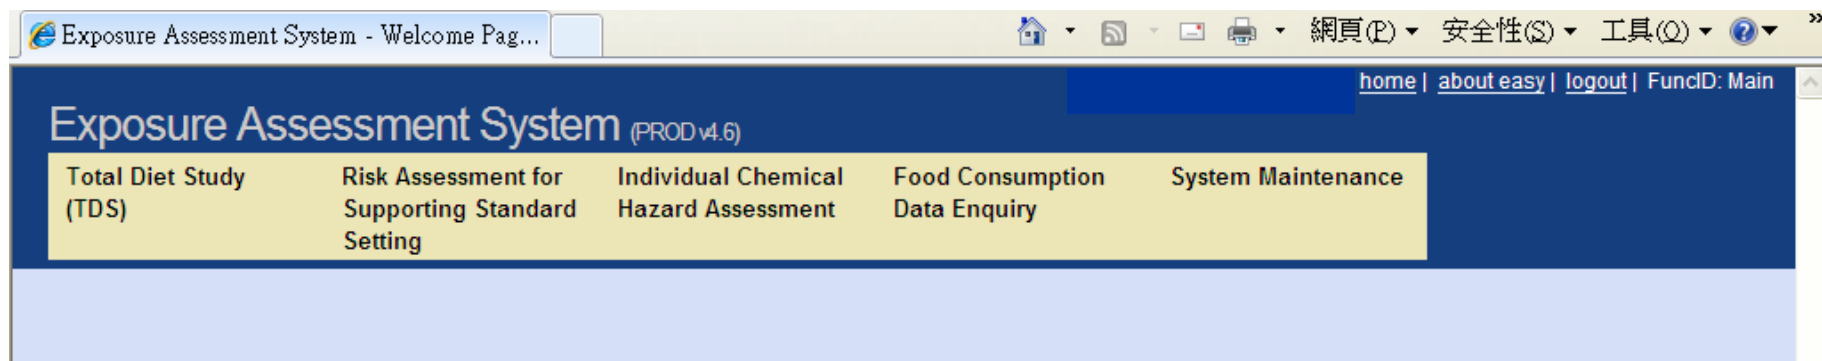 Exposure Assessment System - Welcome Pag...
網頁(P) 安全性(S) 工具(O)
home | about easy | logout | FuncID: Main
Exposure Assessment System (PROD v4.6)
Total Diet Study
(TDS)
Risk Assessment for
Supporting Standard
Setting
Individual Chemical
Hazard Assessment
Food Consumption
Data Enquiry
System Maintenance